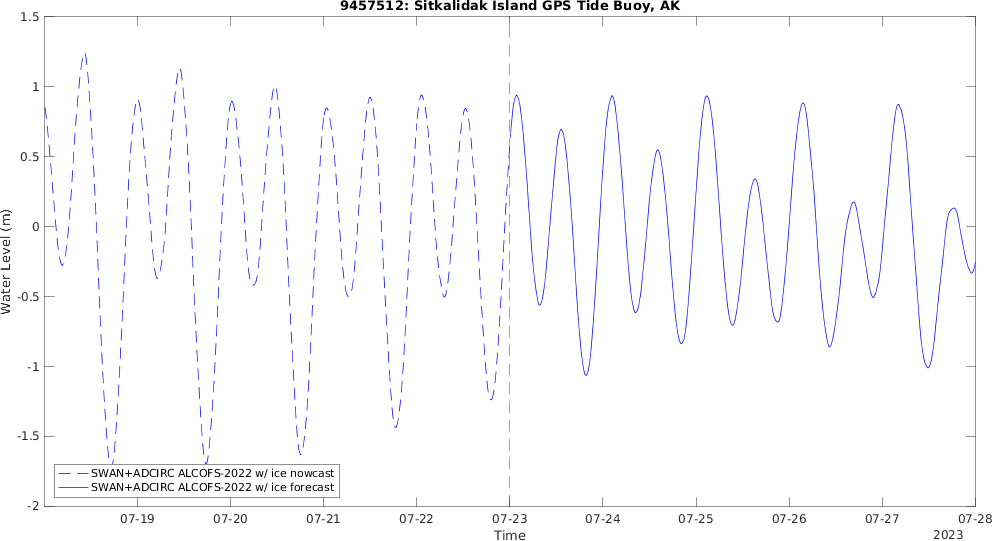 9457512: Sitkalidak Island GPS Tide Buoy, AK
1.5
1
0.5
0
-0.5
-1
-1.5
-2
Water Level (m)
SWAN+ADCIRC ALCOFS-2022 w/ ice nowcast
SWAN+ADCIRC ALCOFS-2022 w/ ice forecast
07-19 07-20 07-21 07-22 07-23 07-24 07-25 07-26 07-27 07-28
Time
2023